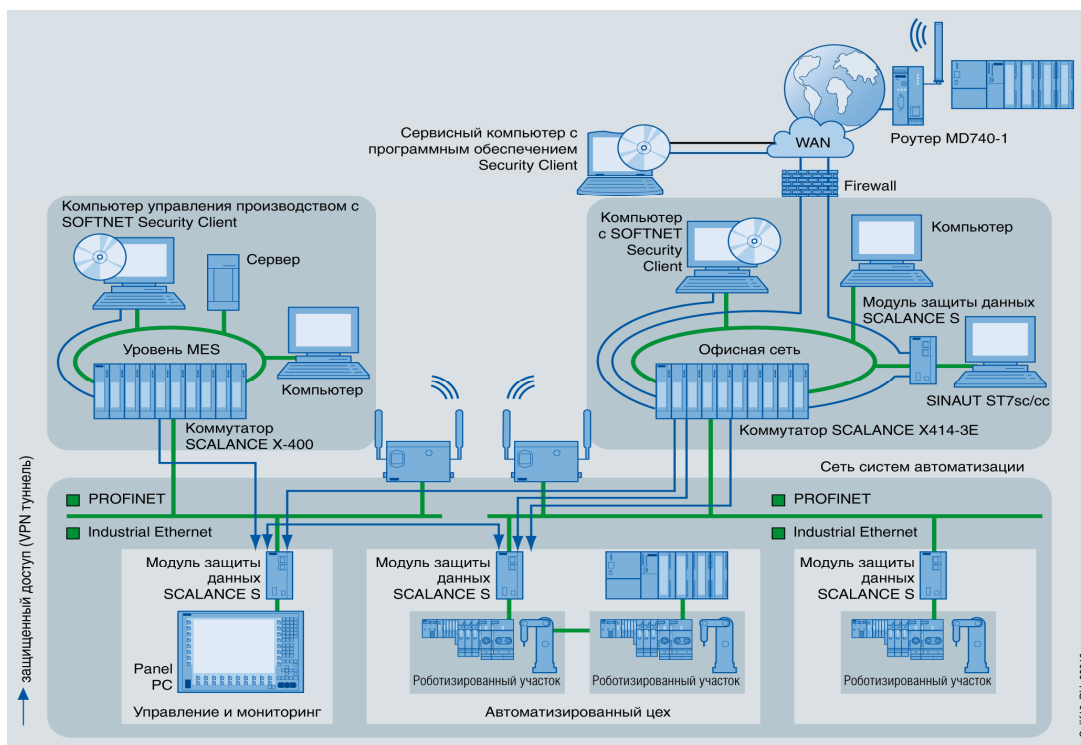 WAN
Роутер MD740-1
Сервисный компьютер с
программным обеспечением
Security Client
Firewall
Компьютер управления производством с
SOFTNET Security Client
Сервер
Уровень MES
Компьютер
Коммутатор
SCALANCE X-400
Компьютер
с SOFTNET
Security
Client
Компьютер
Модуль защиты данных
SCALANCE S
Офисная сеть
SINAUT ST7sc/cc
Коммутатор SCALANCE X414-3E
Сеть систем автоматизации
PROFINET
Industrial Ethernet
PROFINET
Industrial Ethernet
Модуль защиты
данных
SCALANCE S
Panel
PC
Управление и мониторинг
Модуль защиты
данных
SCALANCE S
Роботизированный участок
Роботизированный участок
Автоматизированный цех
Модуль защиты
данных
SCALANCE S
Роботизированный участок
защищенный доступ (VPN туннель)